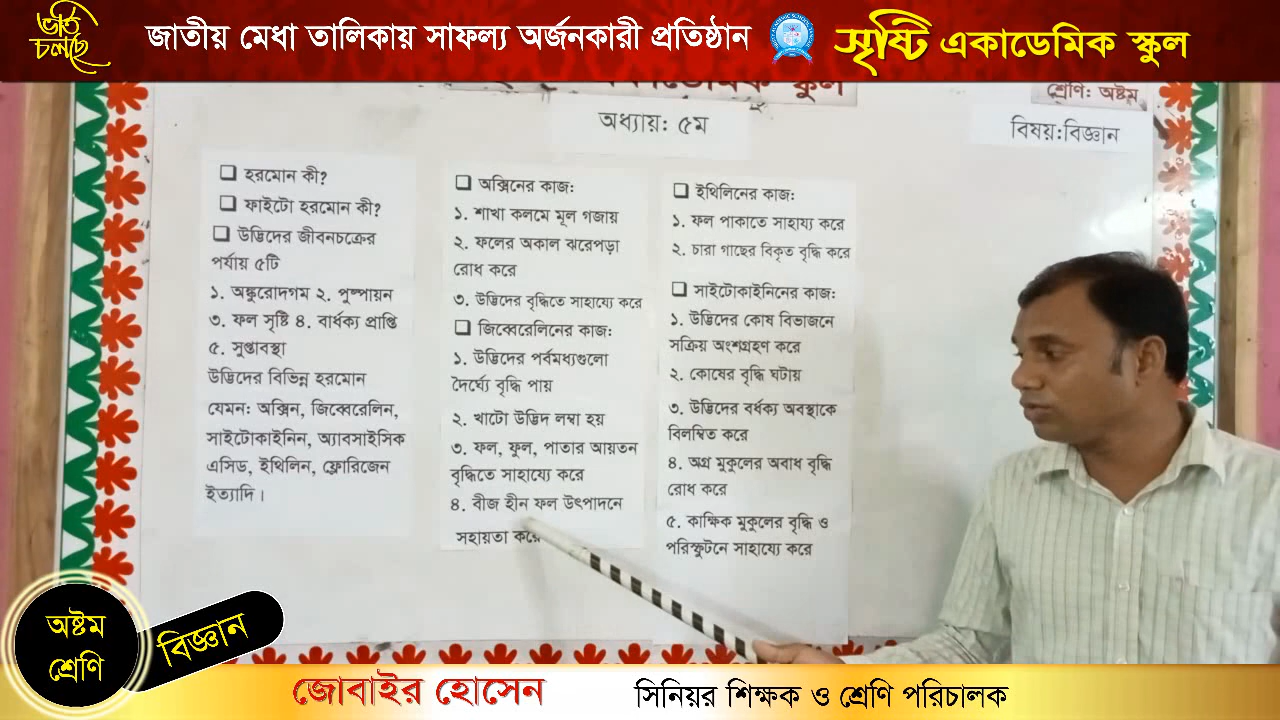 ভর্তি চলছে
জাতীয় মেধা তালিকায় সাফল্য অর্জনকারী প্রতিষ্ঠান
সৃষ্টি একাডেমিক স্কুল
শ্রেণি: অষ্টম
অধ্যায়: ৫ম
বিষয়:বিজ্ঞান
হরমোন কী?
ফাইটো হরমোন কী?
উদ্ভিদের জীবনচক্রের
পর্যায় ৫টি
১. অঙ্কুরোদগম ২. পুষ্পায়ন
৩. ফল সৃষ্টি ৪. বার্ধক্য প্রাপ্তি
৫. সুপ্তাবস্থা
উদ্ভিদের বিভিন্ন হরমোন
যেমন: অক্সিন, জিব্বেরেলিন,
সাইটোকাইনিন, অ্যাবসাইসিক
এসিড, ইথিলিন, ফ্লোরিজেন
ইত্যাদি।
অক্সিনের কাজ:
১. শাখা কলমে মূল গজায়
২. ফলের অকাল ঝরেপড়া
রোধ করে
৩. উদ্ভিদের বৃদ্ধিতে সাহায্যে করে
জিব্বেরেলিনের কাজ:
১. উদ্ভিদের পর্বমধ্যগুলো
দৈর্ঘ্যে বৃদ্ধি পায়
২. খাটো উদ্ভিদ লম্বা হয়
৩. ফল, ফুল, পাতার আয়তন
বৃদ্ধিতে সাহায্যে করে
৪. বীজ হীন ফল উৎপাদনে
সহায়তা করে
ইথিলিনের কাজ:
১. ফল পাকাতে সাহায্য করে
২. চারা গাছের বিকৃত বৃদ্ধি করে
সাইটোকাইনিনের কাজ:
১. উদ্ভিদের কোষ বিভাজনে
সক্রিয় অংশগ্রহণ করে
২. কোষের বৃদ্ধি ঘটায়
৩. উদ্ভিদের বর্ধক্য অবস্থাকে
বিলম্বিত করে
৪. অগ্র মুকুলের অবাধ বৃদ্ধি
রোধ করে
৫. কাক্ষিক মুকুলের বৃদ্ধি ও
পরিস্ফুটনে সাহায্যে করে
অষ্টম
শ্রেণি
বিজ্ঞান
জোবাইর হোসেন
সিনিয়র শিক্ষক ও শ্রেণি পরিচালক